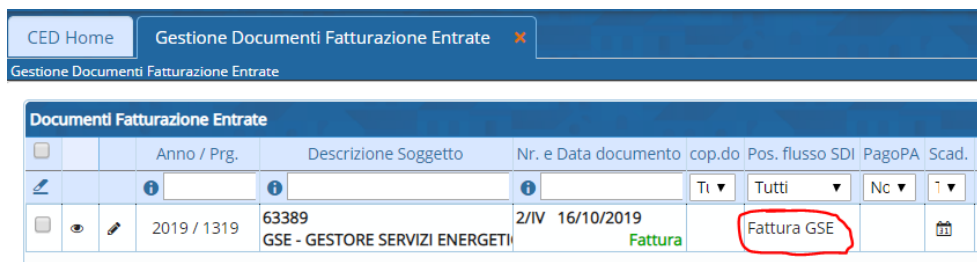 CED Home Gestione Documenti Fatturazione Entrate ×
Gestione Documenti Fatturazione Entrate
Documenti Fatturazione Entrate
Anno / Prg. Descrizione Soggetto Nr. e Data documento cop.do Pos. flusso SDI PagoPA Scad.
Tutti
2019 / 1319 63389 2/IV 16/10/2019 Fattura GSE 31
GSE - GESTORE SERVIZI ENERGETI Fattura